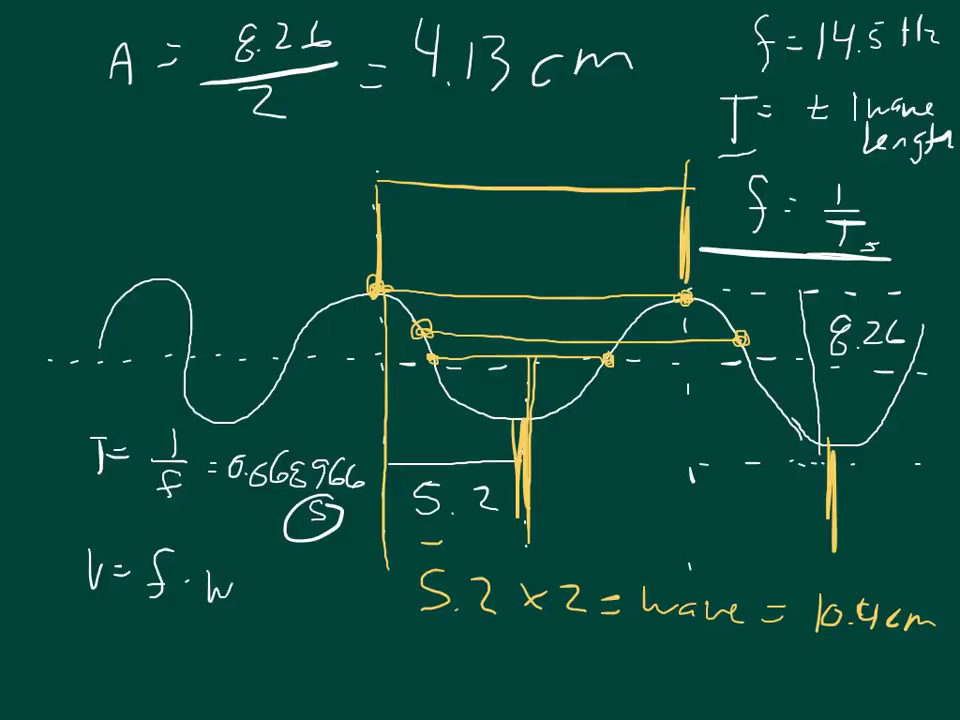 A = 8.26 / 2 = 4.13 cm
f = 14.5 Hz
T = t 1 wave
length
f = 1 / T s
8.26
T = 1 / f = 0.068966
s
5.2
V = f · w
5.2 × 2 = wave = 10.4 cm